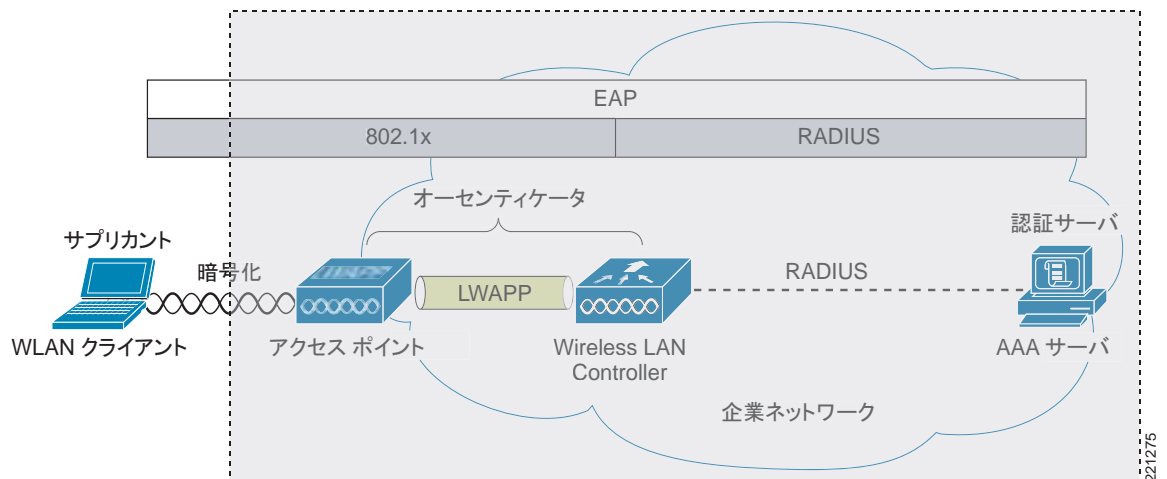 EAP
802.1x
RADIUS
オーセンティケータ
サプリカント
認証サーバ
暗号化
RADIUS
LWAPP
WLAN クライアント
アクセス ポイント
Wireless LAN
Controller
AAA サーバ
企業ネットワーク
221275